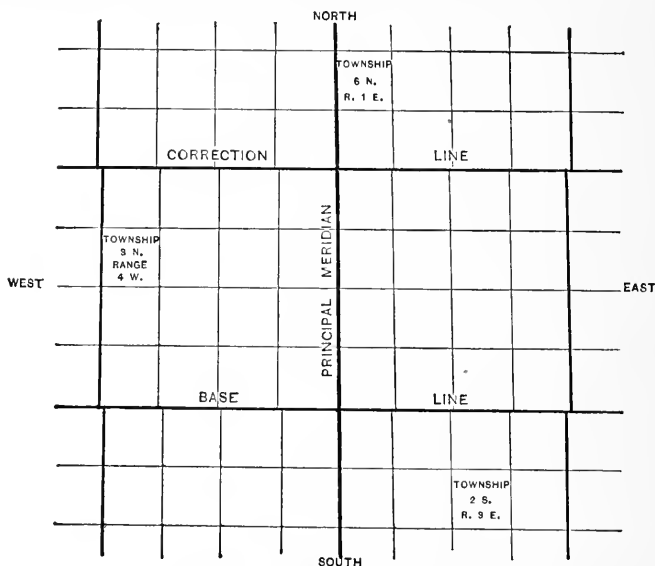 NORTH
TOWNSHIP
6 N.
R. 1 E.
CORRECTION LINE
TOWNSHIP
3 N.
RANGE
4 W.
PRINCIPAL MERIDIAN
WEST
EAST
BASE LINE
TOWNSHIP
2 S.
R. 3 E.
SOUTH